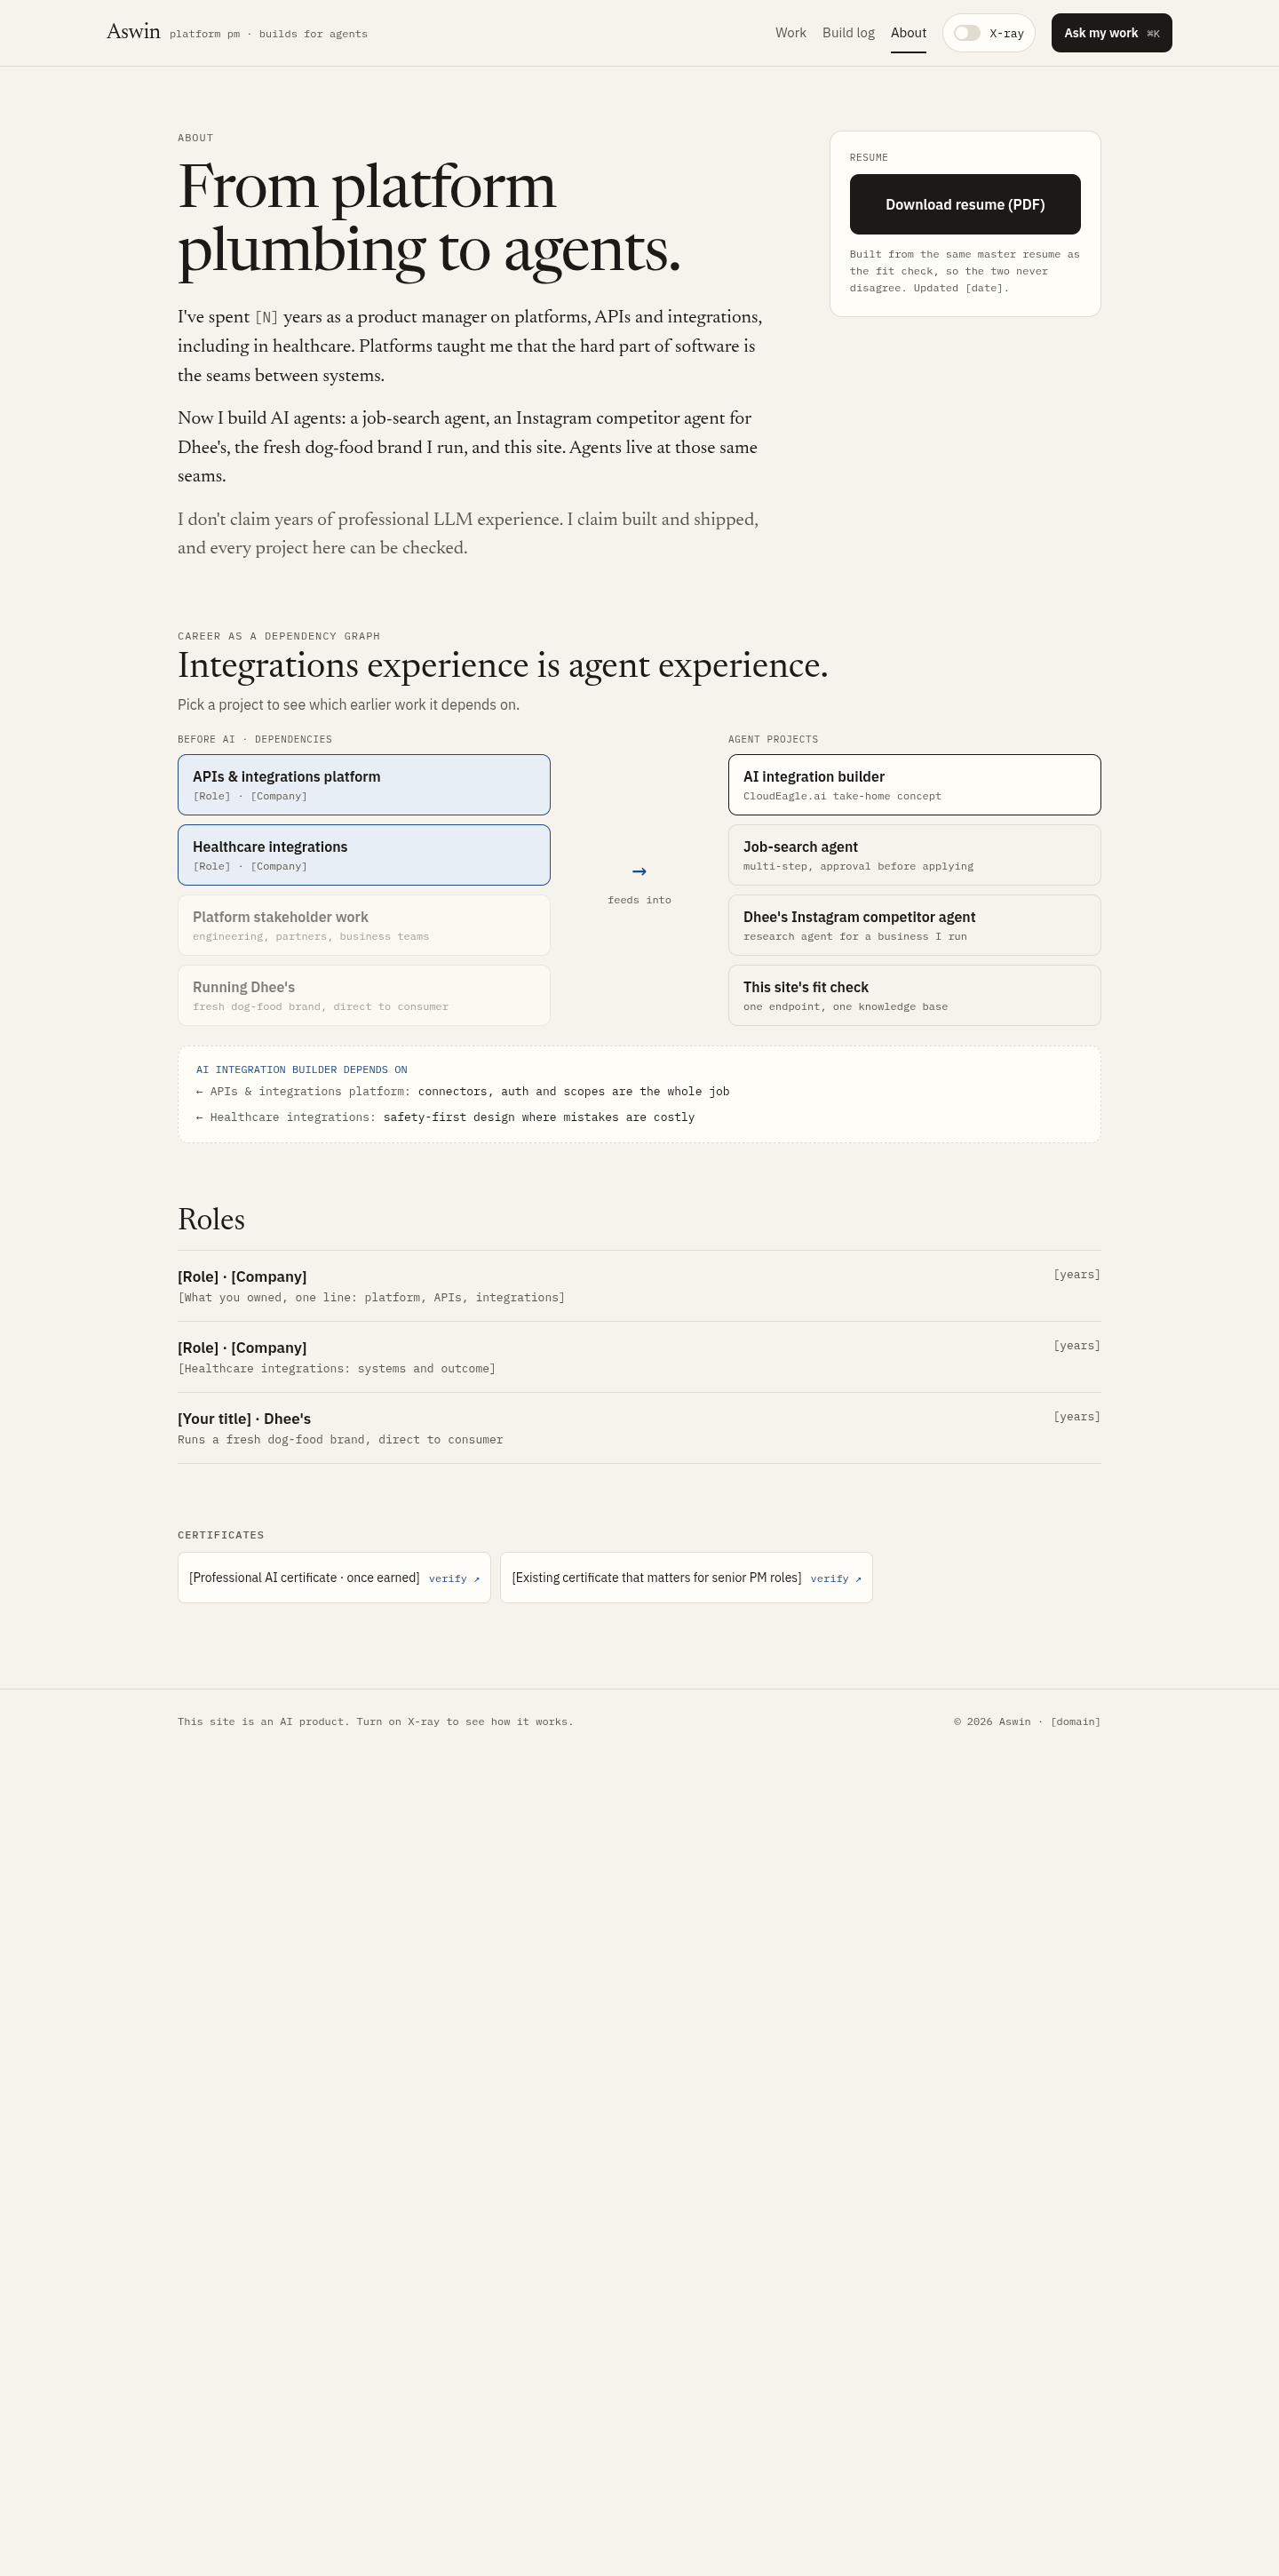 Aswin platform pm · builds for agents
Work Build log About X-ray Ask my work ⌘K
ABOUT
From platform
plumbing to agents.
I've spent [N] years as a product manager on platforms, APIs and integrations,
including in healthcare. Platforms taught me that the hard part of software is
the seams between systems.
Now I build AI agents: a job-search agent, an Instagram competitor agent for
Dhee's, the fresh dog-food brand I run, and this site. Agents live at those same
seams.
I don't claim years of professional LLM experience. I claim built and shipped,
and every project here can be checked.
RESUME
Download resume (PDF)
Built from the same master resume as
the fit check, so the two never
disagree. Updated [date].
CAREER AS A DEPENDENCY GRAPH
Integrations experience is agent experience.
Pick a project to see which earlier work it depends on.
BEFORE AI · DEPENDENCIES
APIs & integrations platform
[Role] · [Company]
Healthcare integrations
[Role] · [Company]
Platform stakeholder work
engineering, partners, business teams
Running Dhee's
fresh dog-food brand, direct to consumer
→
feeds into
AGENT PROJECTS
AI integration builder
CloudEagle.ai take-home concept
Job-search agent
multi-step, approval before applying
Dhee's Instagram competitor agent
research agent for a business I run
This site's fit check
one endpoint, one knowledge base
AI INTEGRATION BUILDER DEPENDS ON
← APIs & integrations platform: connectors, auth and scopes are the whole job
← Healthcare integrations: safety-first design where mistakes are costly
Roles
[Role] · [Company] [years]
[What you owned, one line: platform, APIs, integrations]
[Role] · [Company] [years]
[Healthcare integrations: systems and outcome]
[Your title] · Dhee's [years]
Runs a fresh dog-food brand, direct to consumer
CERTIFICATES
[Professional AI certificate · once earned] verify ↗
[Existing certificate that matters for senior PM roles] verify ↗
This site is an AI product. Turn on X-ray to see how it works.
© 2026 Aswin · [domain]